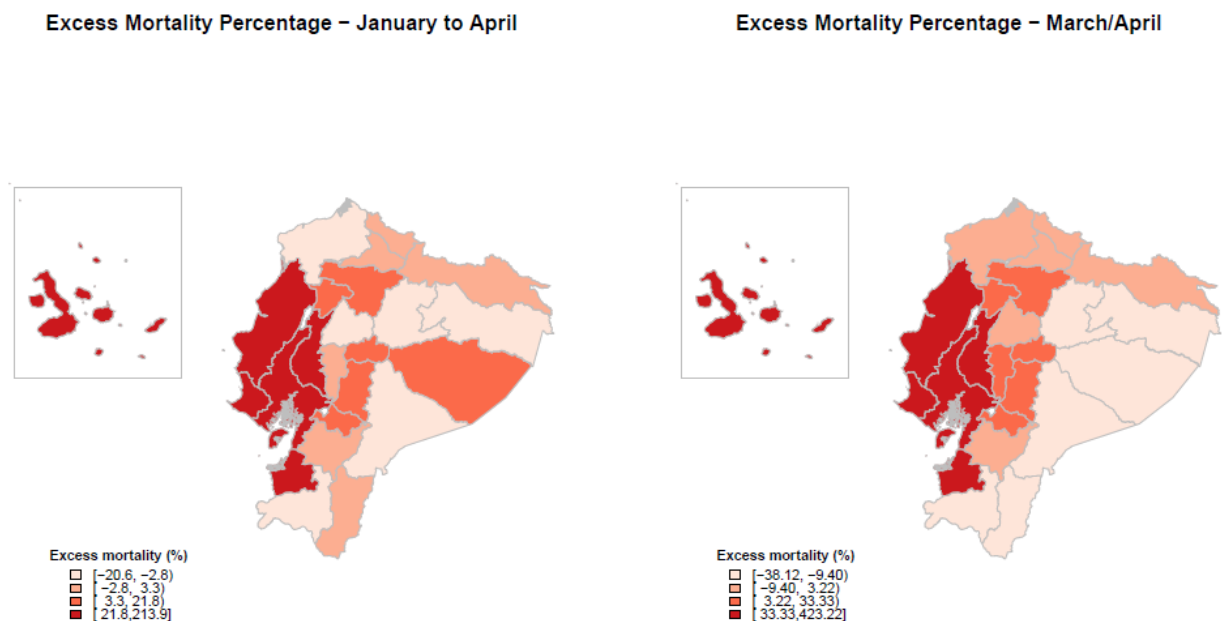 Excess Mortality Percentage − January to April
Excess Mortality Percentage − March/April
Excess mortality (%)
[−20.6, −2.8)
[ −2.8, 3.3)
[ 3.3, 21.8)
[ 21.8,213.9]
Excess mortality (%)
[−38.12, −9.40)
[ −9.40, 3.22)
[ 3.22, 33.33)
[ 33.33,423.22]